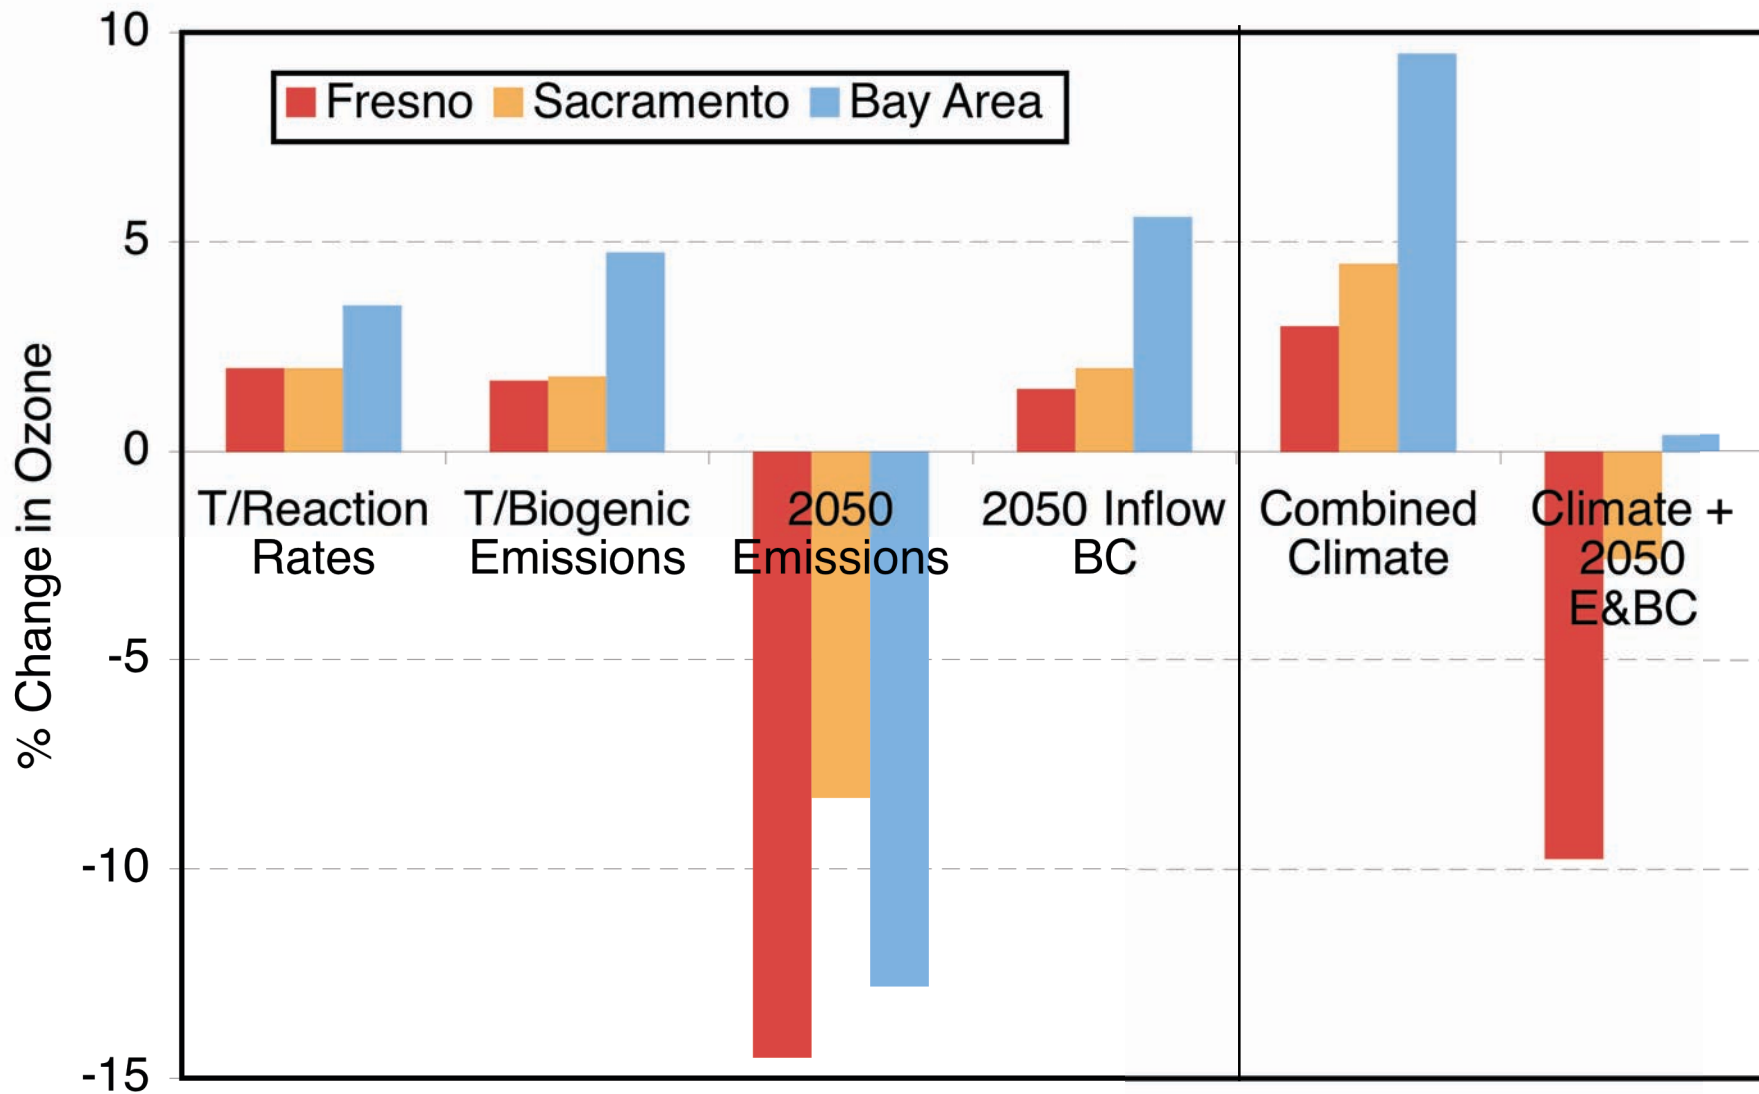 10
5
0
-5
-10
-15
% Change in Ozone
Fresno Sacramento Bay Area
T/Reaction
Rates
T/Biogenic
Emissions
2050
Emissions
2050 Inflow
BC
Combined
Climate
Climate +
2050
E&BC